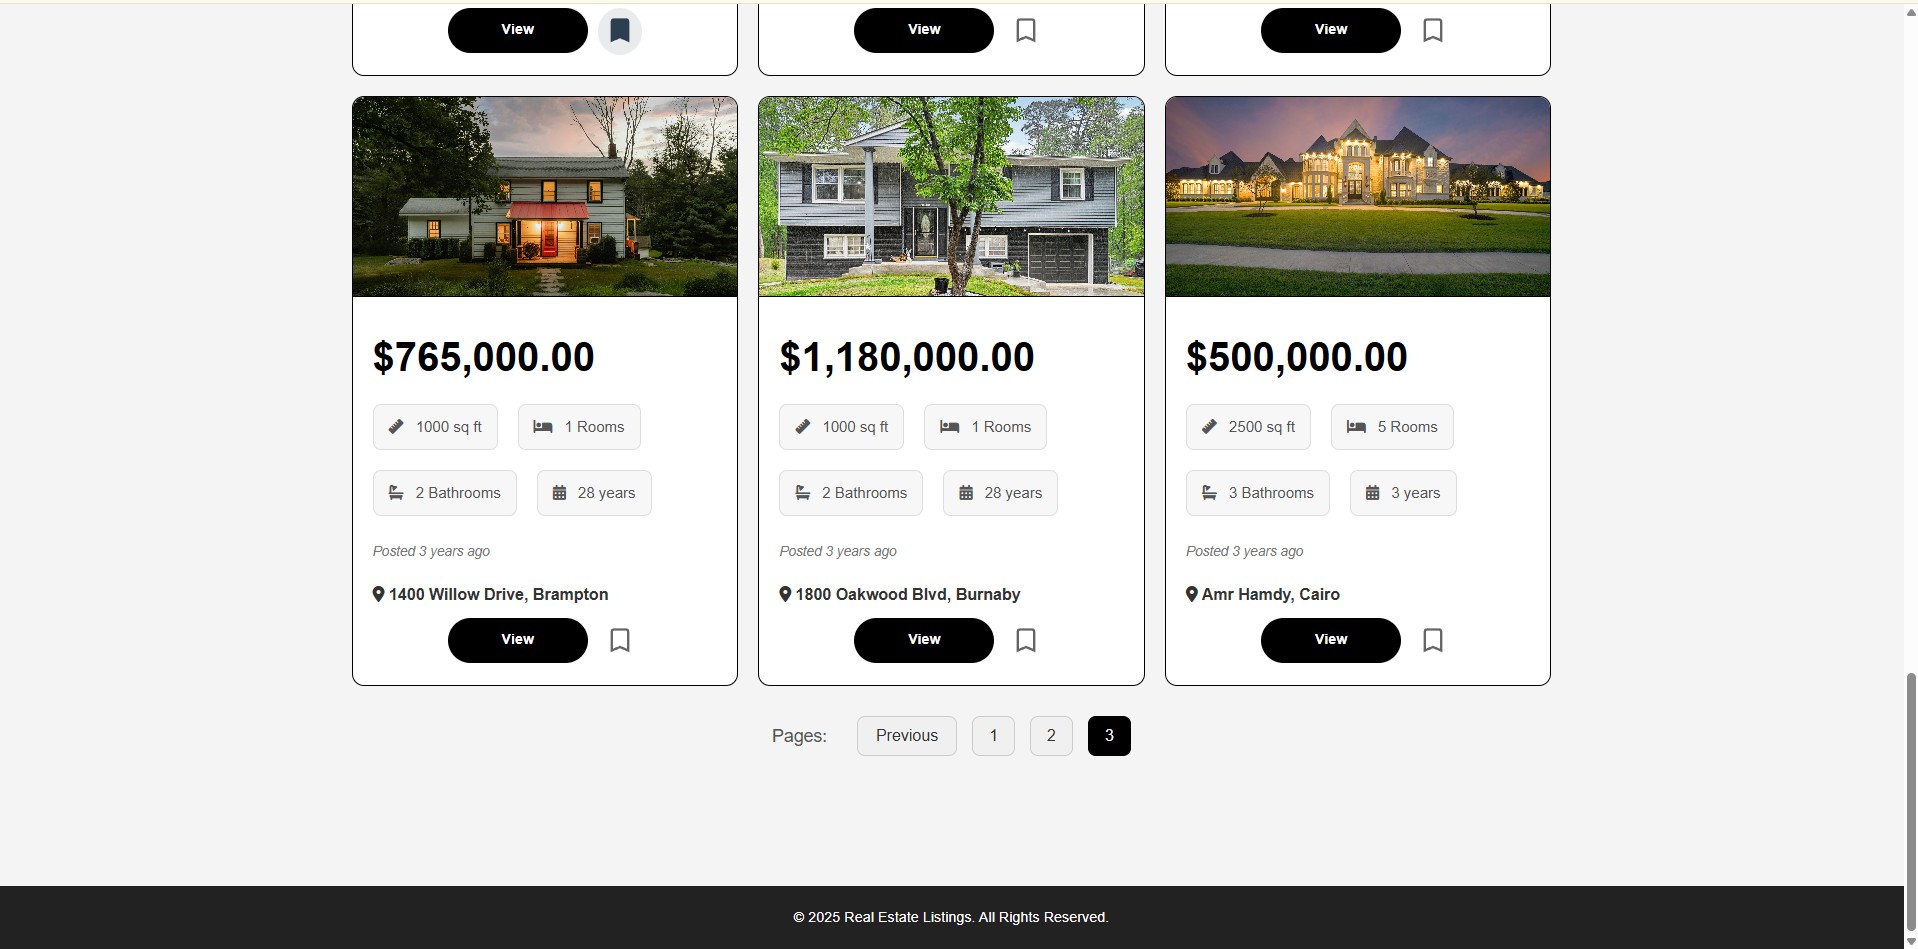 View
View
View
$765,000.00
1000 sq ft
1 Rooms
2 Bathrooms
28 years
Posted 3 years ago
1400 Willow Drive, Brampton
View
$1,180,000.00
1000 sq ft
1 Rooms
2 Bathrooms
28 years
Posted 3 years ago
1800 Oakwood Blvd, Burnaby
View
$500,000.00
2500 sq ft
5 Rooms
3 Bathrooms
3 years
Posted 3 years ago
Amr Hamdy, Cairo
View
Pages: Previous 1 2 3
© 2025 Real Estate Listings. All Rights Reserved.